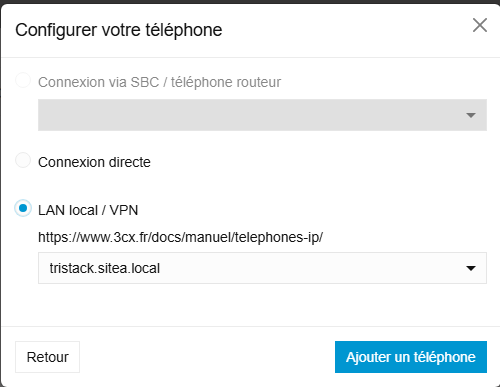 Configurer votre téléphone
Connexion via SBC / téléphone routeur
Connexion directe
LAN local / VPN
https://www.3cx.fr/docs/manuel/telephones-ip/
tristack.sitea.local
Retour
Ajouter un téléphone